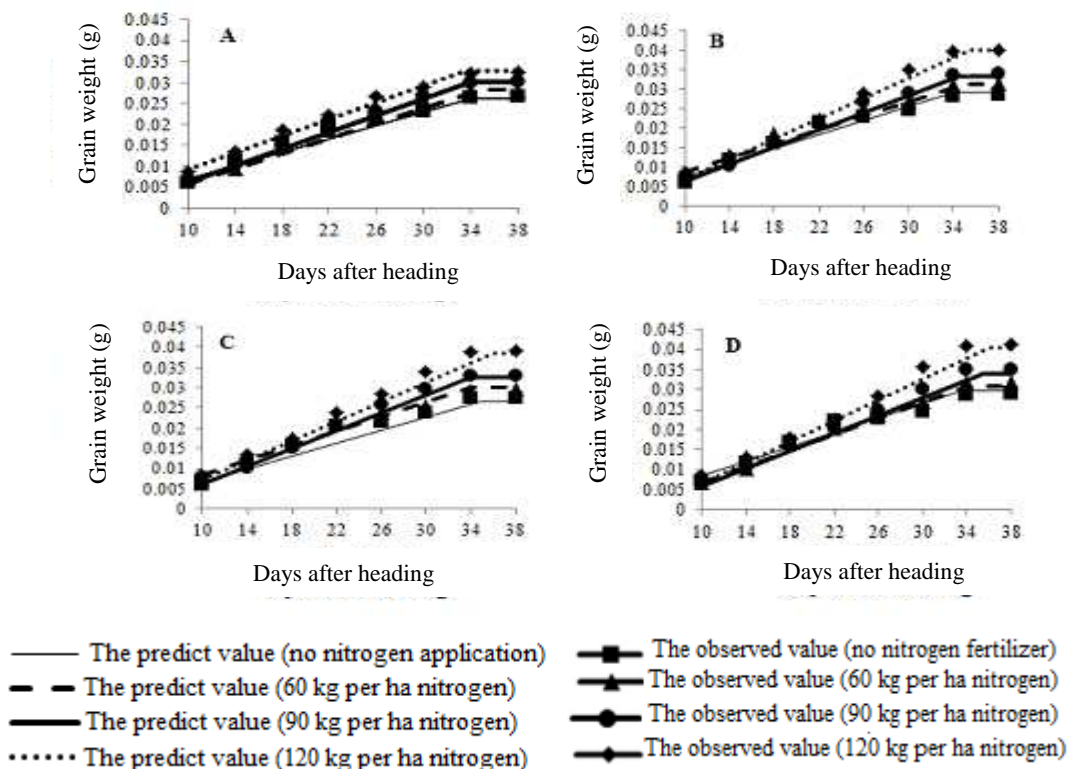 Grain weight (g)
0.045
0.04
0.035
0.03
0.025
0.02
0.015
0.01
0.005
0
A
10 14 18 22 26 30 34 38
Days after heading
Grain weight (g)
0.045
0.04
0.035
0.03
0.025
0.02
0.015
0.01
0.005
0
B
10 14 18 22 26 30 34 38
Days after heading
Grain weight (g)
0.045
0.04
0.035
0.03
0.025
0.02
0.015
0.01
0.005
0
C
10 14 18 22 26 30 34 38
Days after heading
Grain weight (g)
0.045
0.04
0.035
0.03
0.025
0.02
0.015
0.01
0.005
0
D
10 14 18 22 26 30 34 38
Days after heading
The predict value (no nitrogen application)
The predict value (60 kg per ha nitrogen)
The predict value (90 kg per ha nitrogen)
The predict value (120 kg per ha nitrogen)
The observed value (no nitrogen fertilizer)
The observed value (60 kg per ha nitrogen)
The observed value (90 kg per ha nitrogen)
The observed value (120 kg per ha nitrogen)